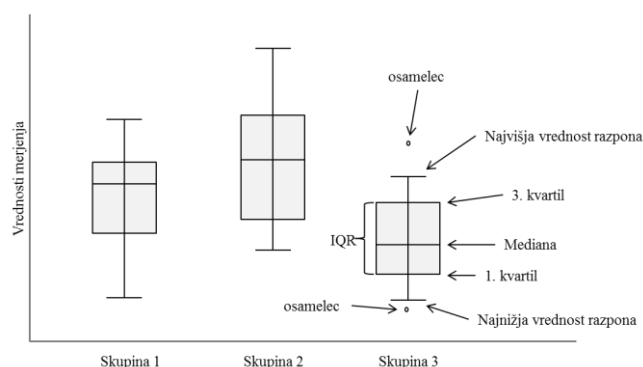 osamelec
Najvišja vrednost razpona
3. kvartil
IQR
Mediana
1. kvartil
osamelec
Najnižja vrednost razpona
Vrednosti merjenja
Skupina 1
Skupina 2
Skupina 3